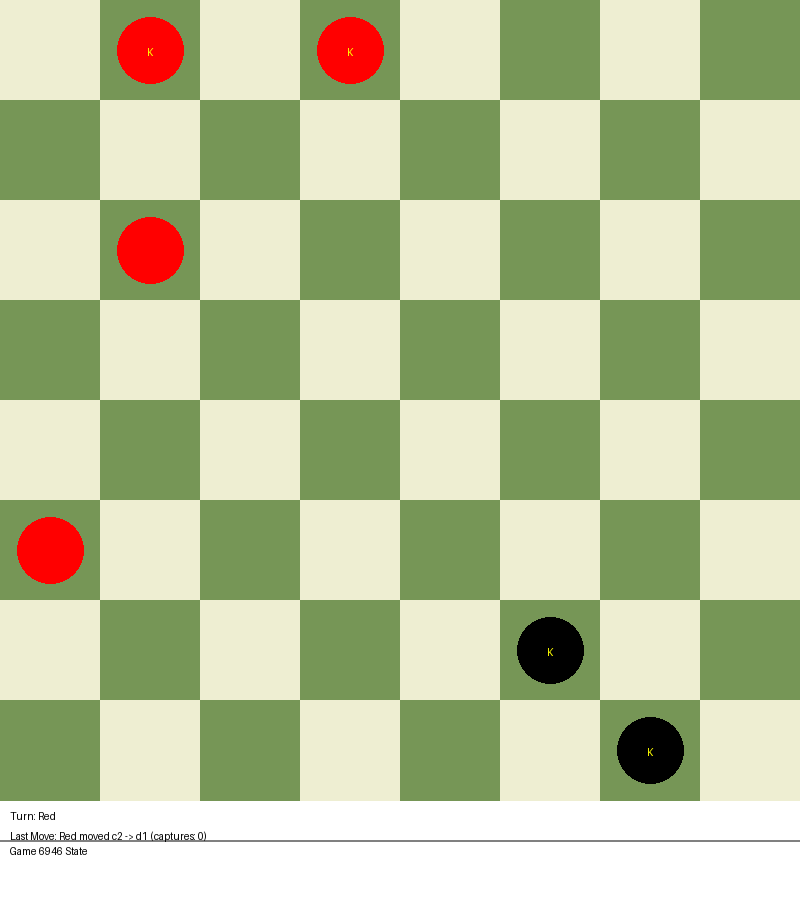 K K
K
K
Turn: Red
Last Move: Red moved c2 -> d1 (captures: 0)
Game 6946 State